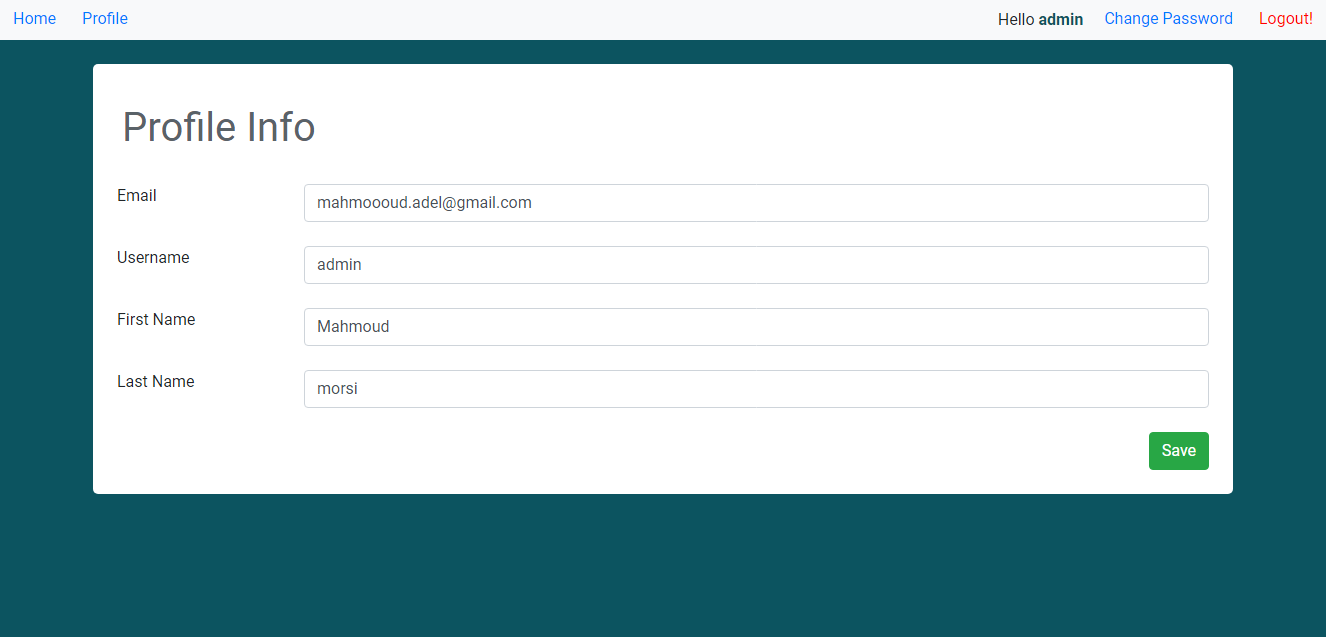 Home Profile Hello admin Change Password Logout!
Profile Info
Email mahmoooud.adel@gmail.com
Username admin
First Name Mahmoud
Last Name morsi
Save